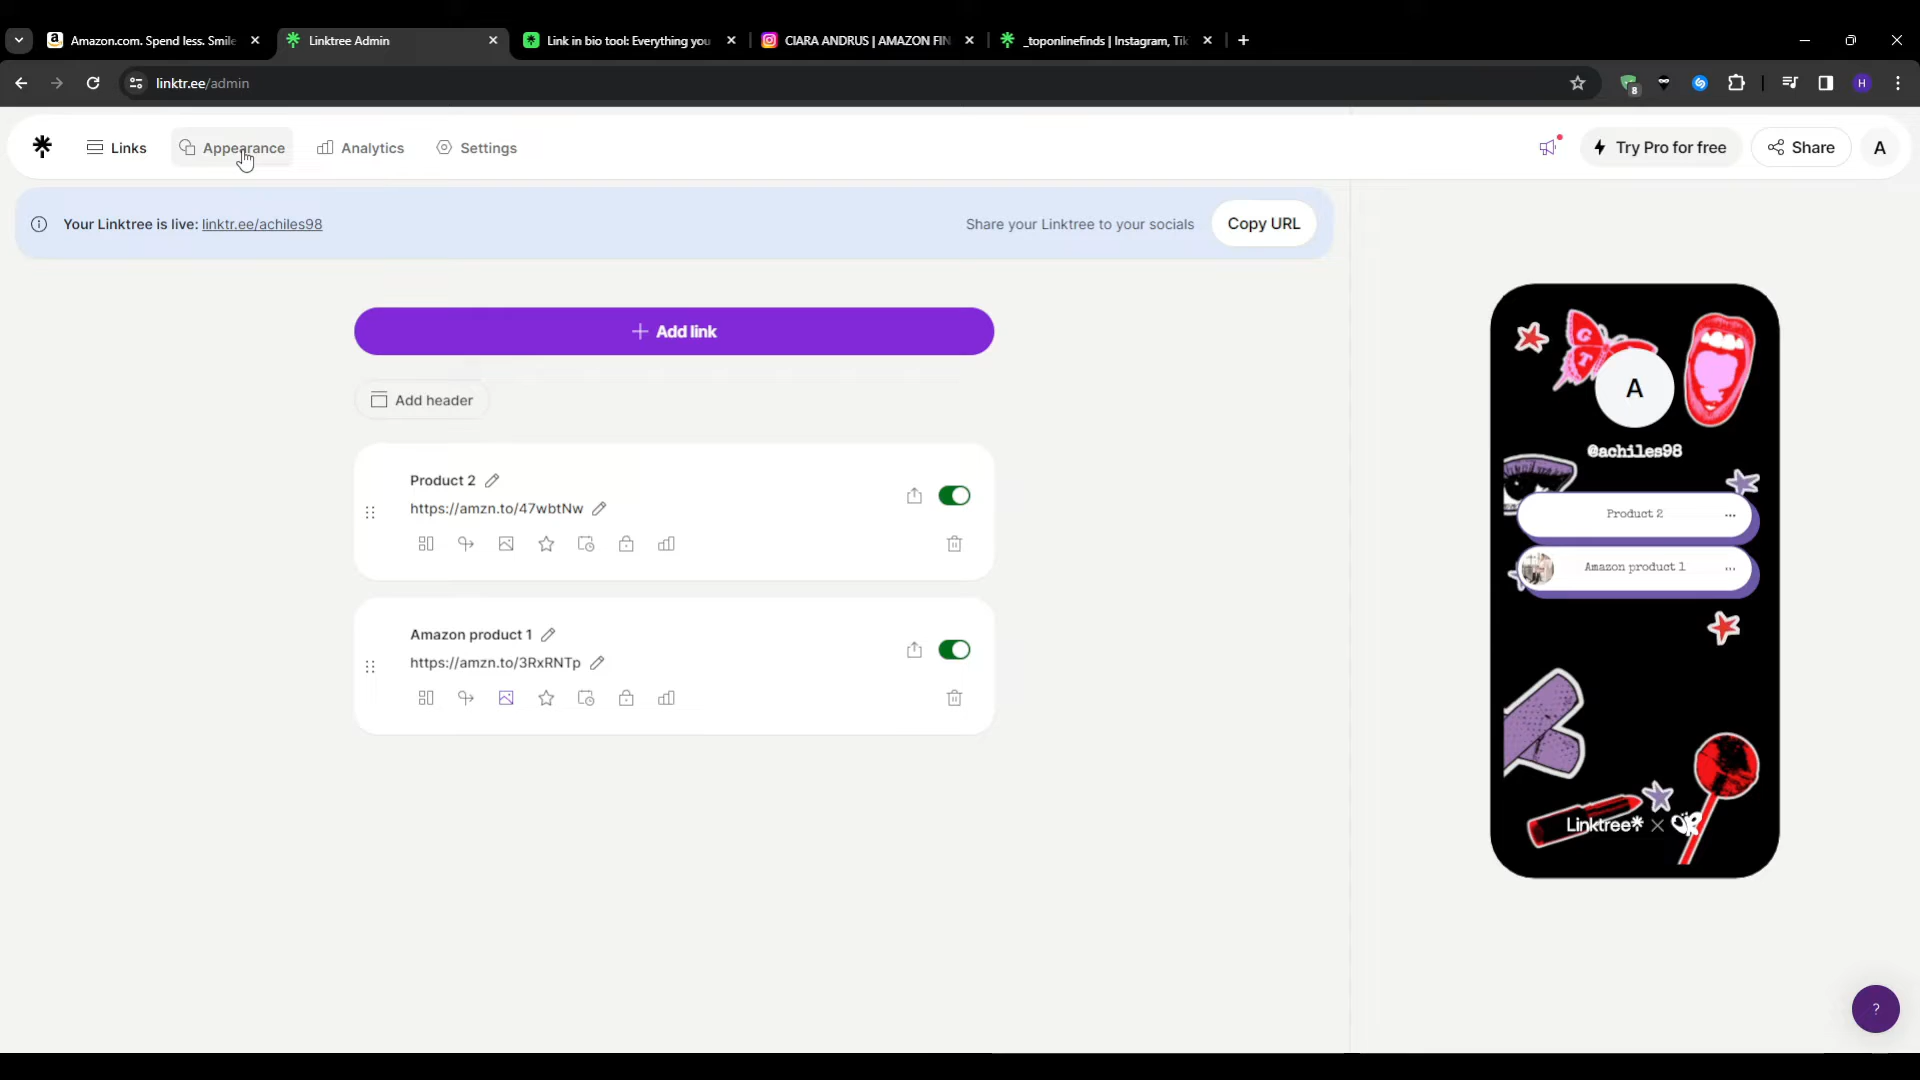 Amazon.com. Spend less. Smile
Linktree Admin
Link in bio tool: Everything you
CIARA ANDRUS | AMAZON FIN
_toponlinefinds | Instagram, Tik
linktr.ee/admin
8
H
Links
Appearance
Analytics
Settings
Try Pro for free
Share
A
Your Linktree is live: linktr.ee/achiles98
Share your Linktree to your socials
Copy URL
Add link
Add header
Product 2
https://amzn.to/47wbtNw
Amazon product 1
https://amzn.to/3RxRNTp
G
T
A
@achiles98
Product 2
Amazon product 1
Linktree
?